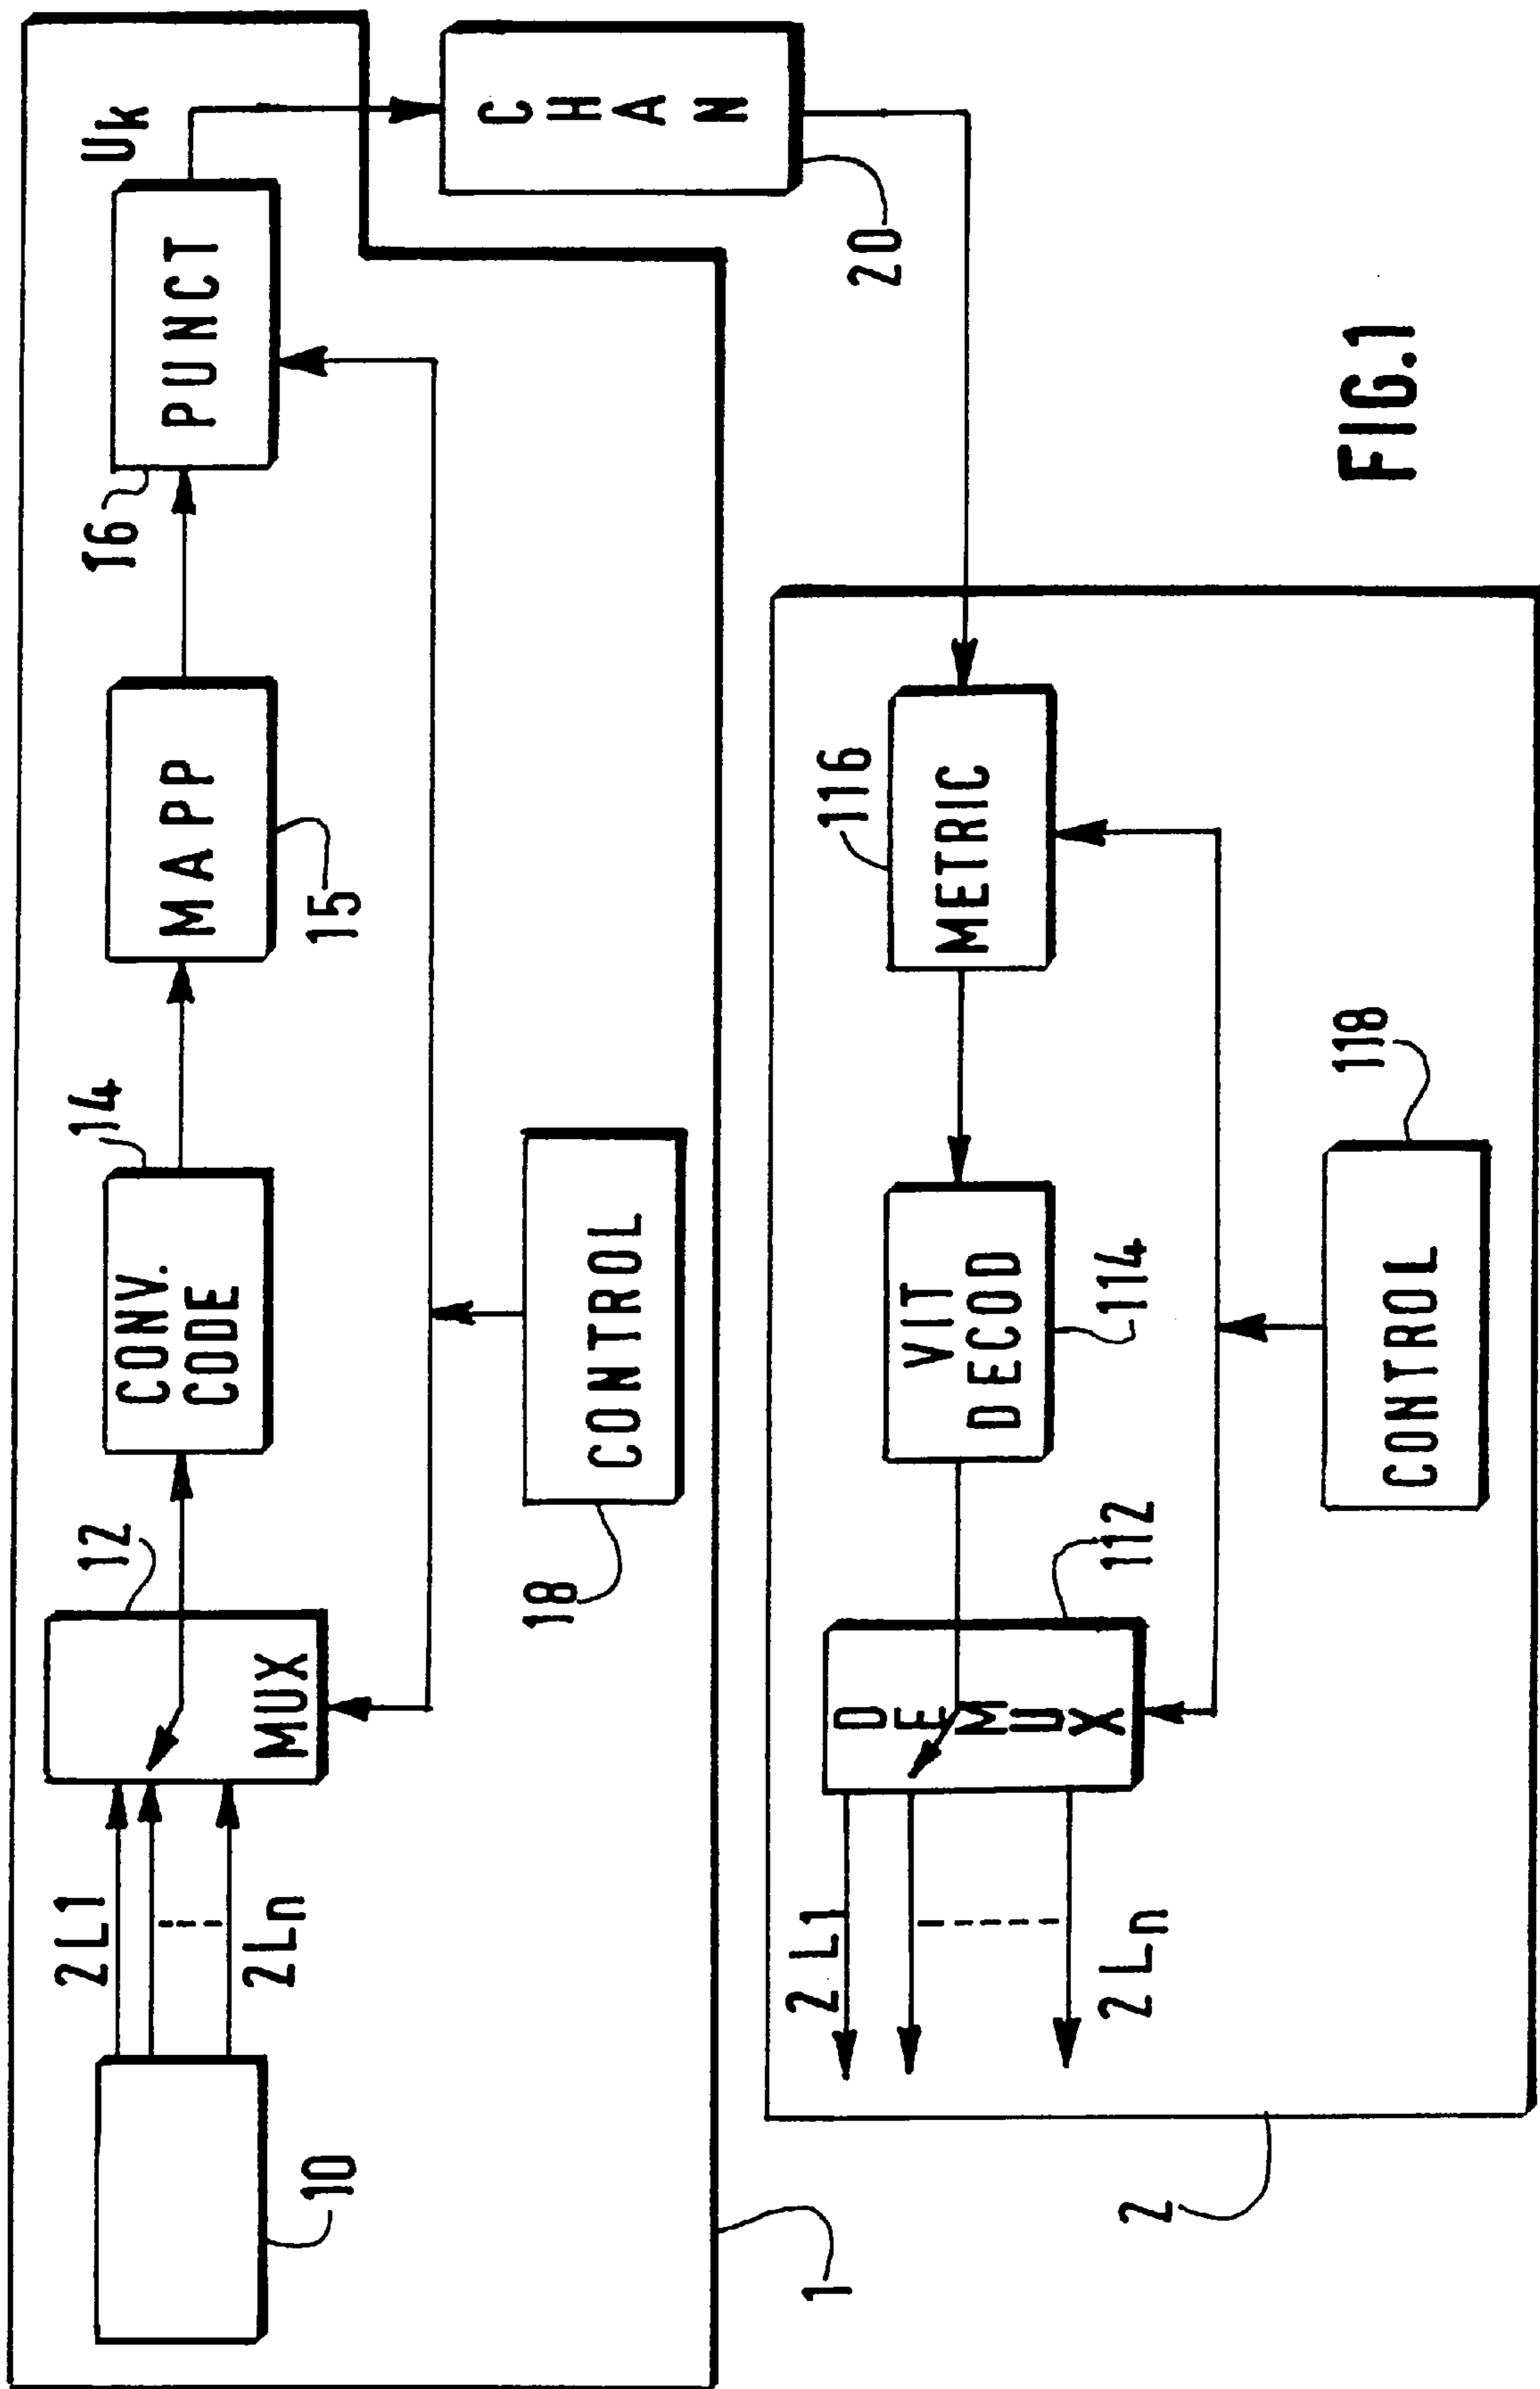 Uk
16
PUNCT
14
MAPP
15
12
CONV.
CODE
MUX
2L1
2Ln
10
CONTROL
18
1
CHAN
20
116
METRIC
VIT
DECOD
114
DEMUX
112
2L1
2Ln
CONTROL
118
2
FIG.1